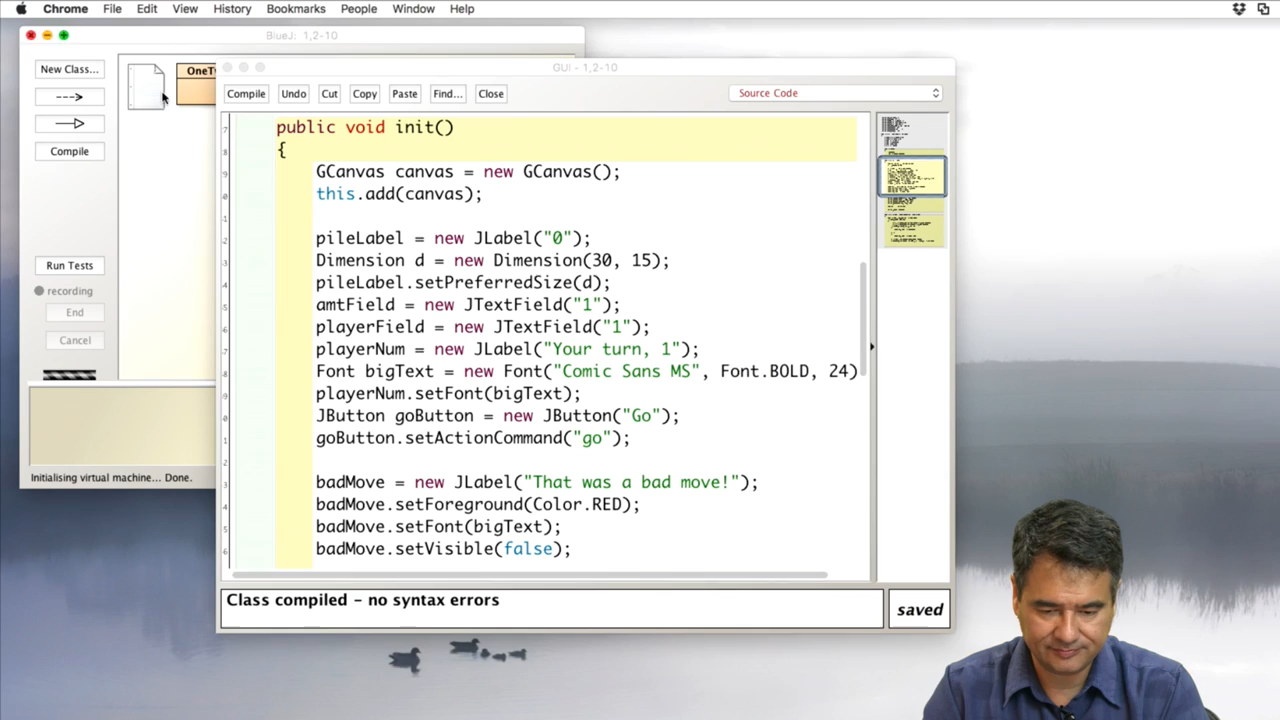 Chrome File Edit View History Bookmarks People Window Help
BlueJ: 1,2-10
New Class...
Compile
Run Tests
recording
End
Cancel
Initialising virtual machine... Done.
GUI - 1,2-10
Compile Undo Cut Copy Paste Find... Close Source Code
public void init()
{
GCanvas canvas = new GCanvas();
this.add(canvas);
pileLabel = new JLabel("0");
Dimension d = new Dimension(30, 15);
pileLabel.setPreferredSize(d);
amtField = new JTextField("1");
playerField = new JTextField("1");
playerNum = new JLabel("Your turn, 1");
Font bigText = new Font("Comic Sans MS", Font.BOLD, 24)
playerNum.setFont(bigText);
JButton goButton = new JButton("Go");
goButton.setActionCommand("go");
badMove = new JLabel("That was a bad move!");
badMove.setForeground(Color.RED);
badMove.setFont(bigText);
badMove.setVisible(false);
Class compiled - no syntax errors
saved